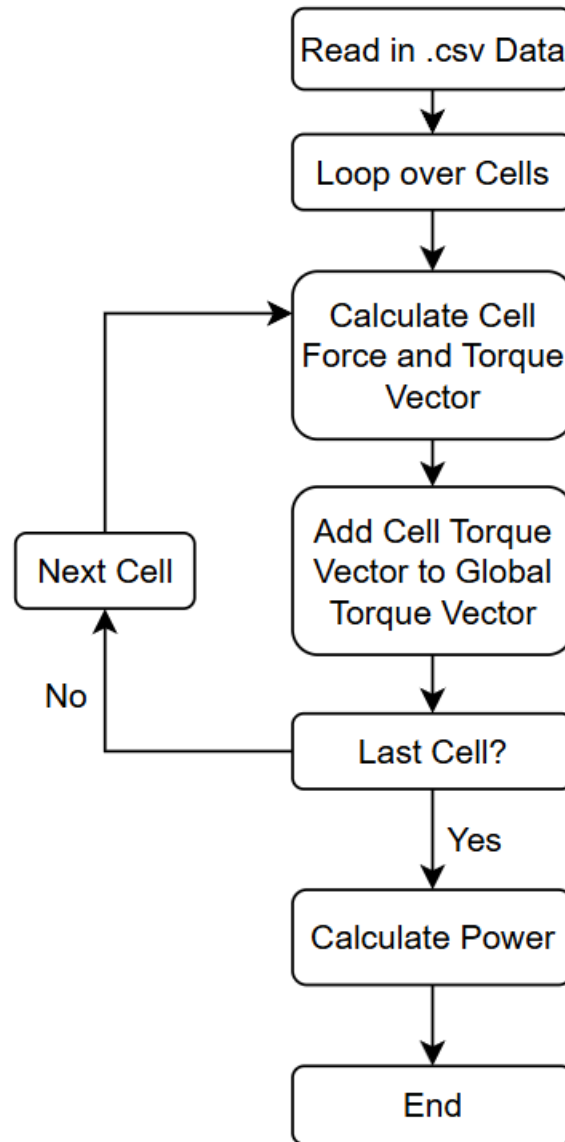 Read in .csv Data
Loop over Cells
Calculate Cell
Force and Torque
Vector
Add Cell Torque
Vector to Global
Torque Vector
Next Cell
No
Last Cell?
Yes
Calculate Power
End